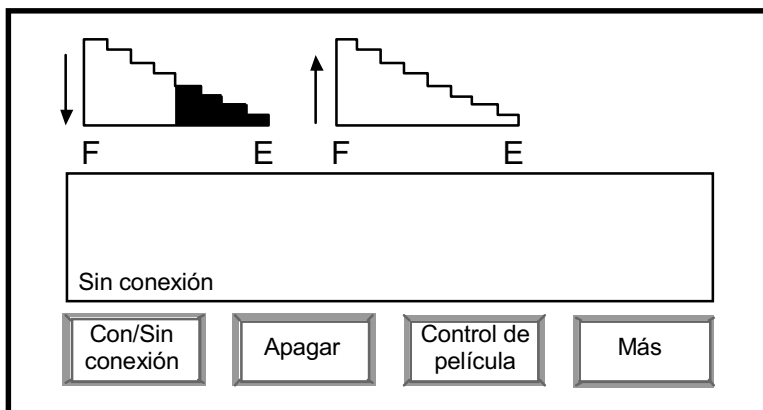 F E F E
Sin conexión
Con/Sin
conexión
Apagar
Control de
película
Más